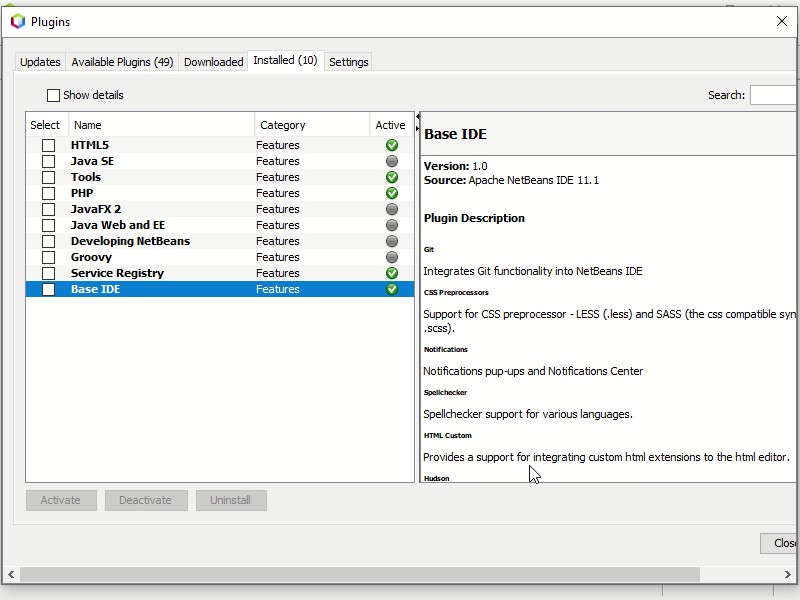 Plugins
Updates
Available Plugins (49)
Downloaded
Installed (10)
Settings
Show details
Search:
Select Name Category Active
HTML5 Features
Java SE Features
Tools Features
PHP Features
JavaFX 2 Features
Java Web and EE Features
Developing NetBeans Features
Groovy Features
Service Registry Features
Base IDE Features
Base IDE
Version: 1.0
Source: Apache NetBeans IDE 11.1
Plugin Description
Git
Integrates Git functionality into NetBeans IDE
CSS Preprocessors
Support for CSS preprocessor - LESS (.less) and SASS (the css compatible syn
.scss).
Notifications
Notifications pup-ups and Notifications Center
Spellchecker
Spellchecker support for various languages.
HTML Custom
Provides a support for integrating custom html extensions to the html editor.
Hudson
Activate
Deactivate
Uninstall
Close